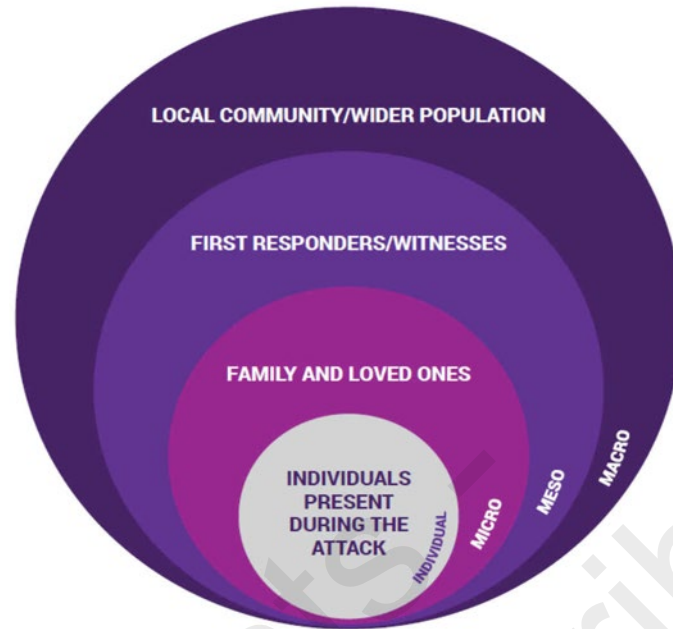 LOCAL COMMUNITY/WIDER POPULATION
FIRST RESPONDERS/WITNESSES
FAMILY AND LOVED ONES
INDIVIDUALS
PRESENT
DURING THE
ATTACK
INDIVIDUAL
MICRO
MESO
MACRO